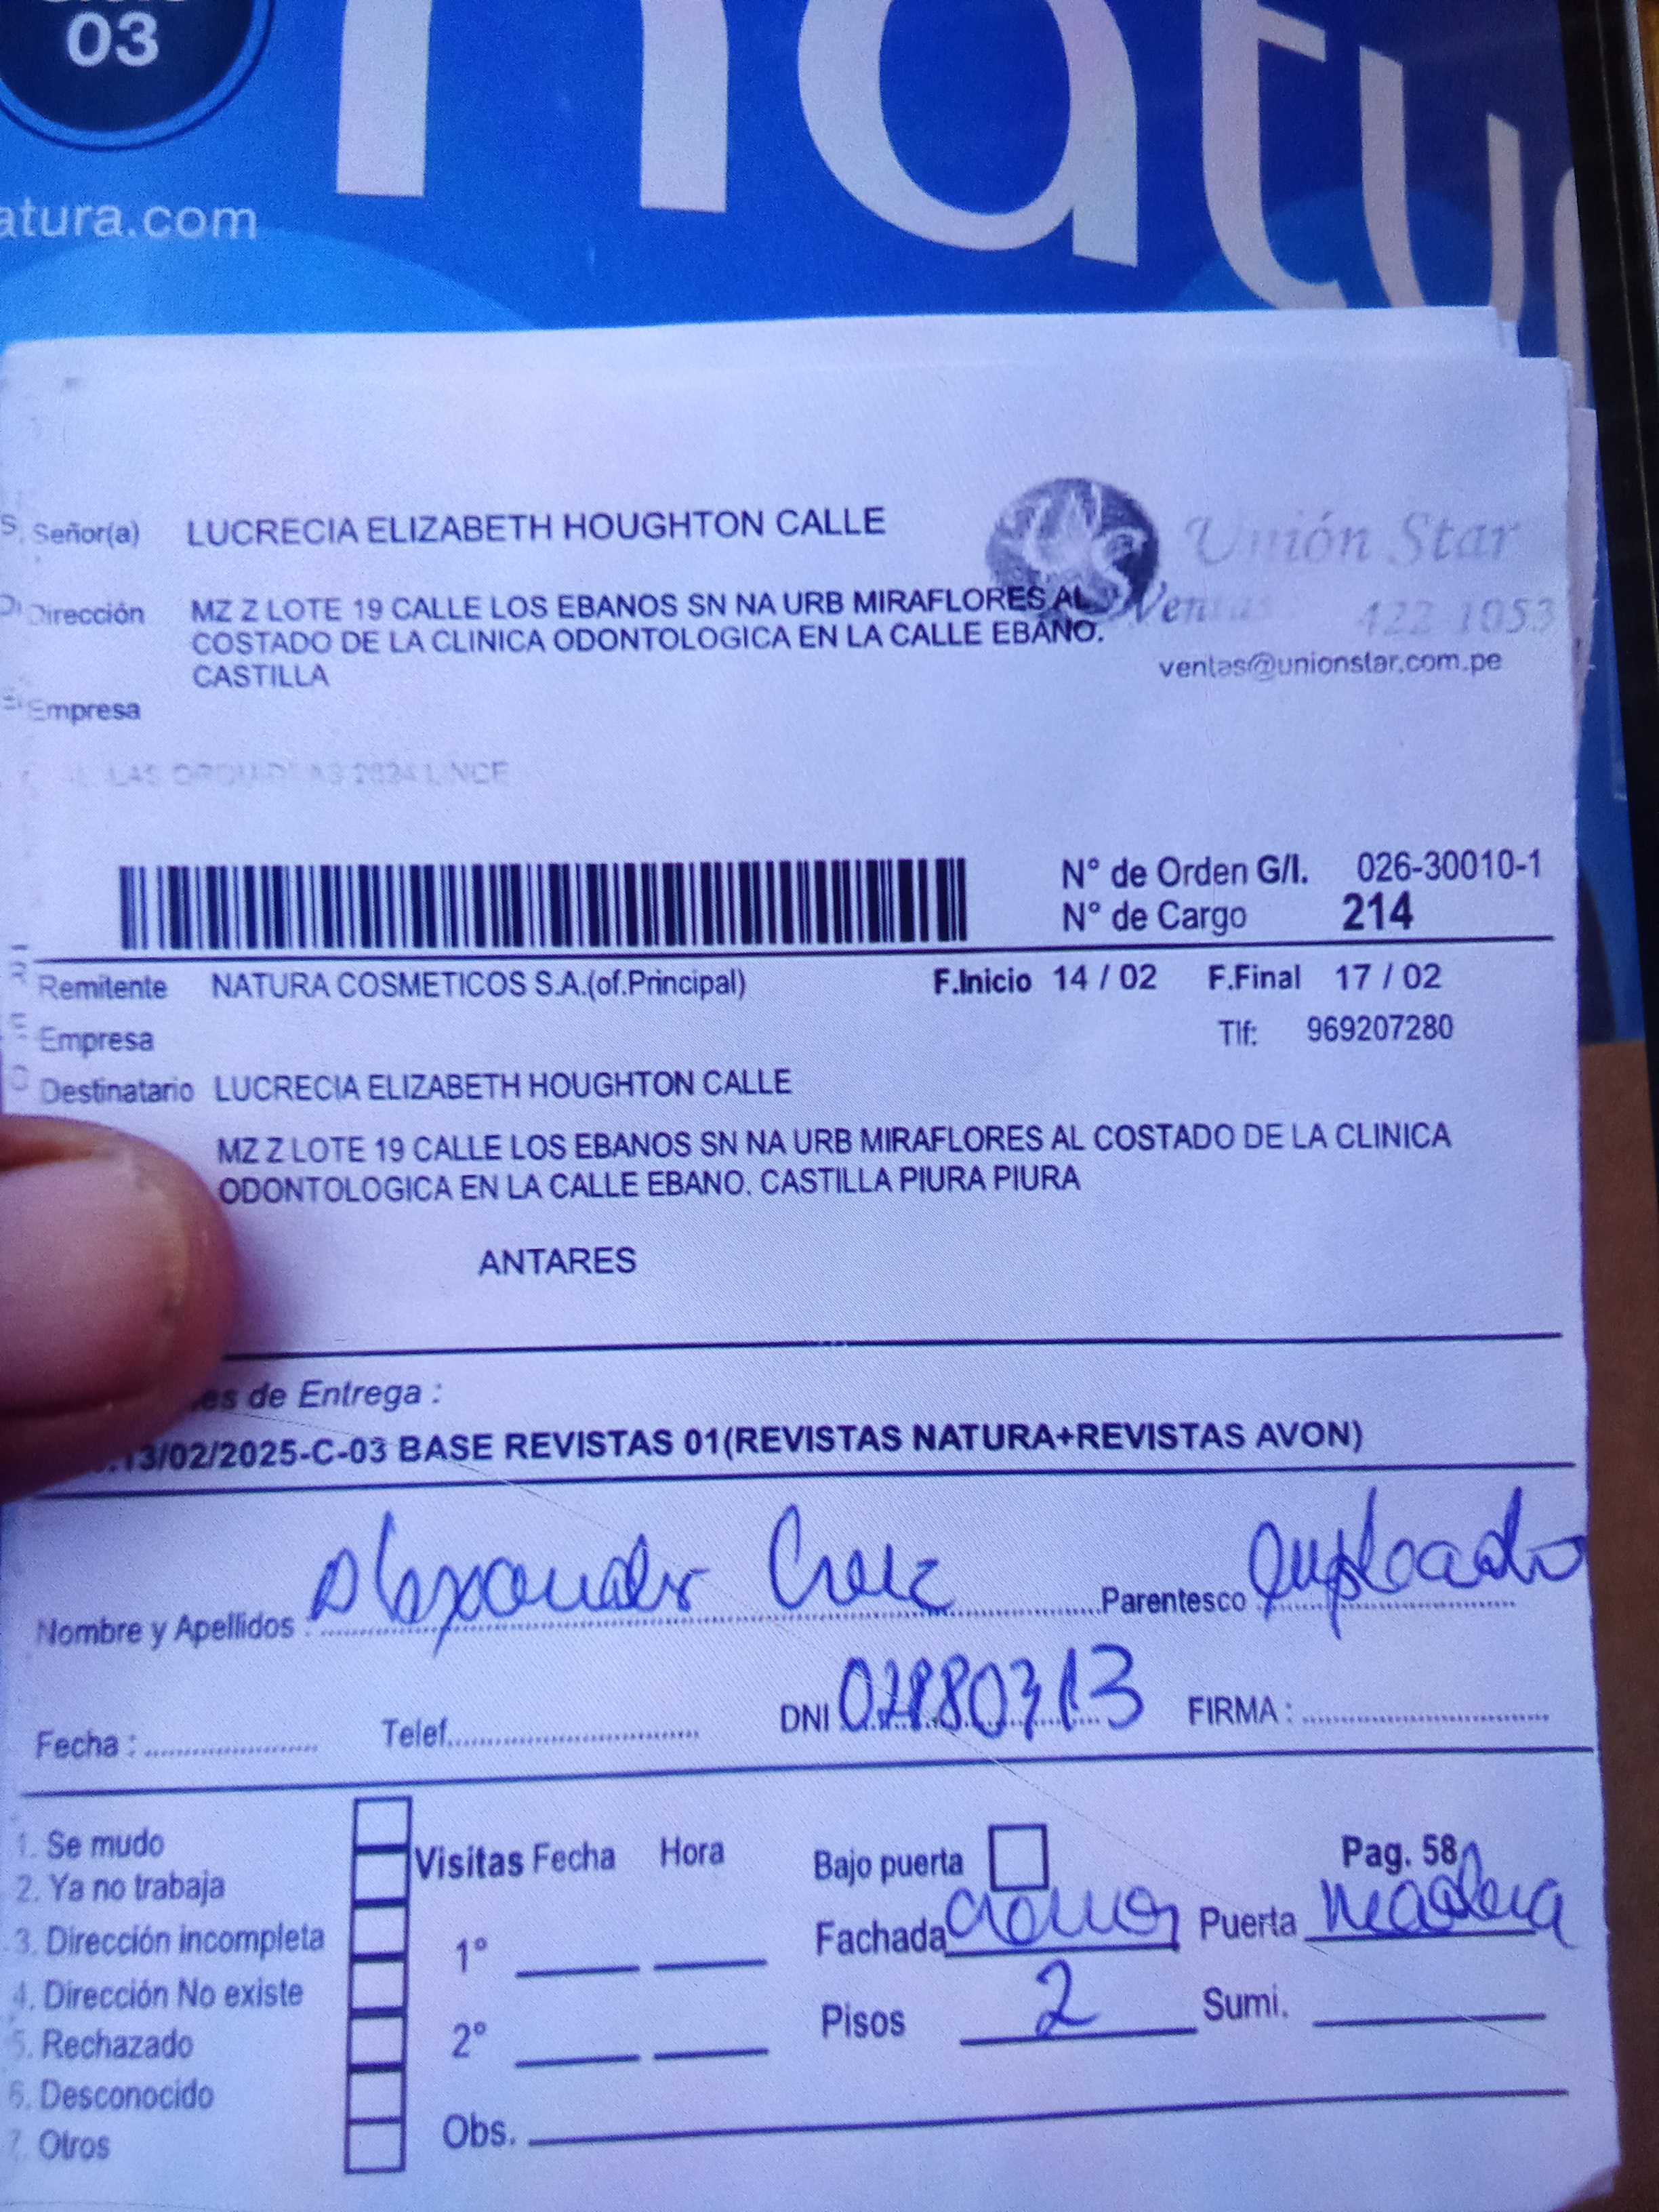 03
natu
atura.com
Señor(a) LUCRECIA ELIZABETH HOUGHTON CALLE
Unión Star
Dirección MZ Z LOTE 19 CALLE LOS EBANOS SN NA URB MIRAFLORES AL
COSTADO DE LA CLINICA ODONTOLOGICA EN LA CALLE EBANO.
CASTILLA
Ventas 422 1053
ventas@unionstar.com.pe
Empresa
N° de Orden G/I. 026-30010-1
N° de Cargo 214
Remitente NATURA COSMETICOS S.A.(of.Principal) F.Inicio 14 / 02 F.Final 17 / 02
Empresa Tlf: 969207280
Destinatario LUCRECIA ELIZABETH HOUGHTON CALLE
MZ Z LOTE 19 CALLE LOS EBANOS SN NA URB MIRAFLORES AL COSTADO DE LA CLINICA
ODONTOLOGICA EN LA CALLE EBANO. CASTILLA PIURA PIURA
ANTARES
es de Entrega :
13/02/2025-C-03 BASE REVISTAS 01(REVISTAS NATURA+REVISTAS AVON)
Nombre y Apellidos Alexander Cruz Parentesco empleado
Fecha : Telef. DNI 02880313 FIRMA :
1. Se mudo
2. Ya no trabaja
3. Dirección incompleta
4. Dirección No existe
5. Rechazado
6. Desconocido
7. Otros
Visitas Fecha Hora
1°
2°
Bajo puerta Pag. 58
Fachada Puerta madera
Pisos 2 Sumi.
Obs.